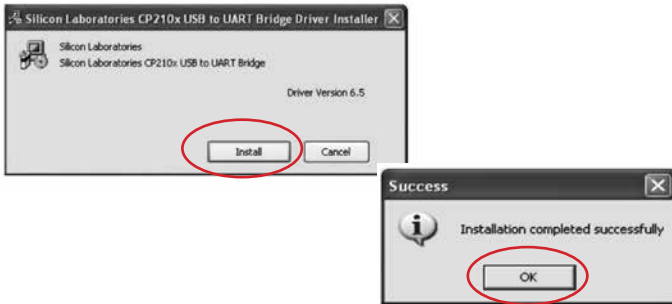 Silicon Laboratories CP210x USB to UART Bridge Driver Installer
Silicon Laboratories
Silicon Laboratories CP210x USB to UART Bridge
Driver Version 6.5
Install
Cancel
Success
Installation completed successfully
OK